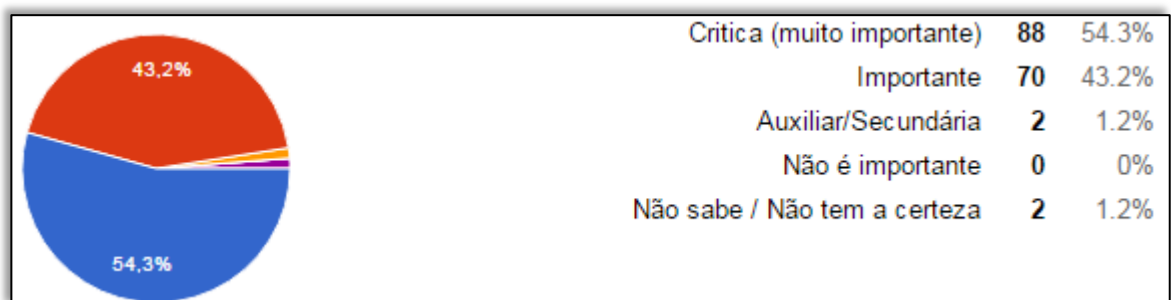 43,2%
54,3%
Critica (muito importante) 88 54.3%
Importante 70 43.2%
Auxiliar/Secundária 2 1.2%
Não é importante 0 0%
Não sabe / Não tem a certeza 2 1.2%